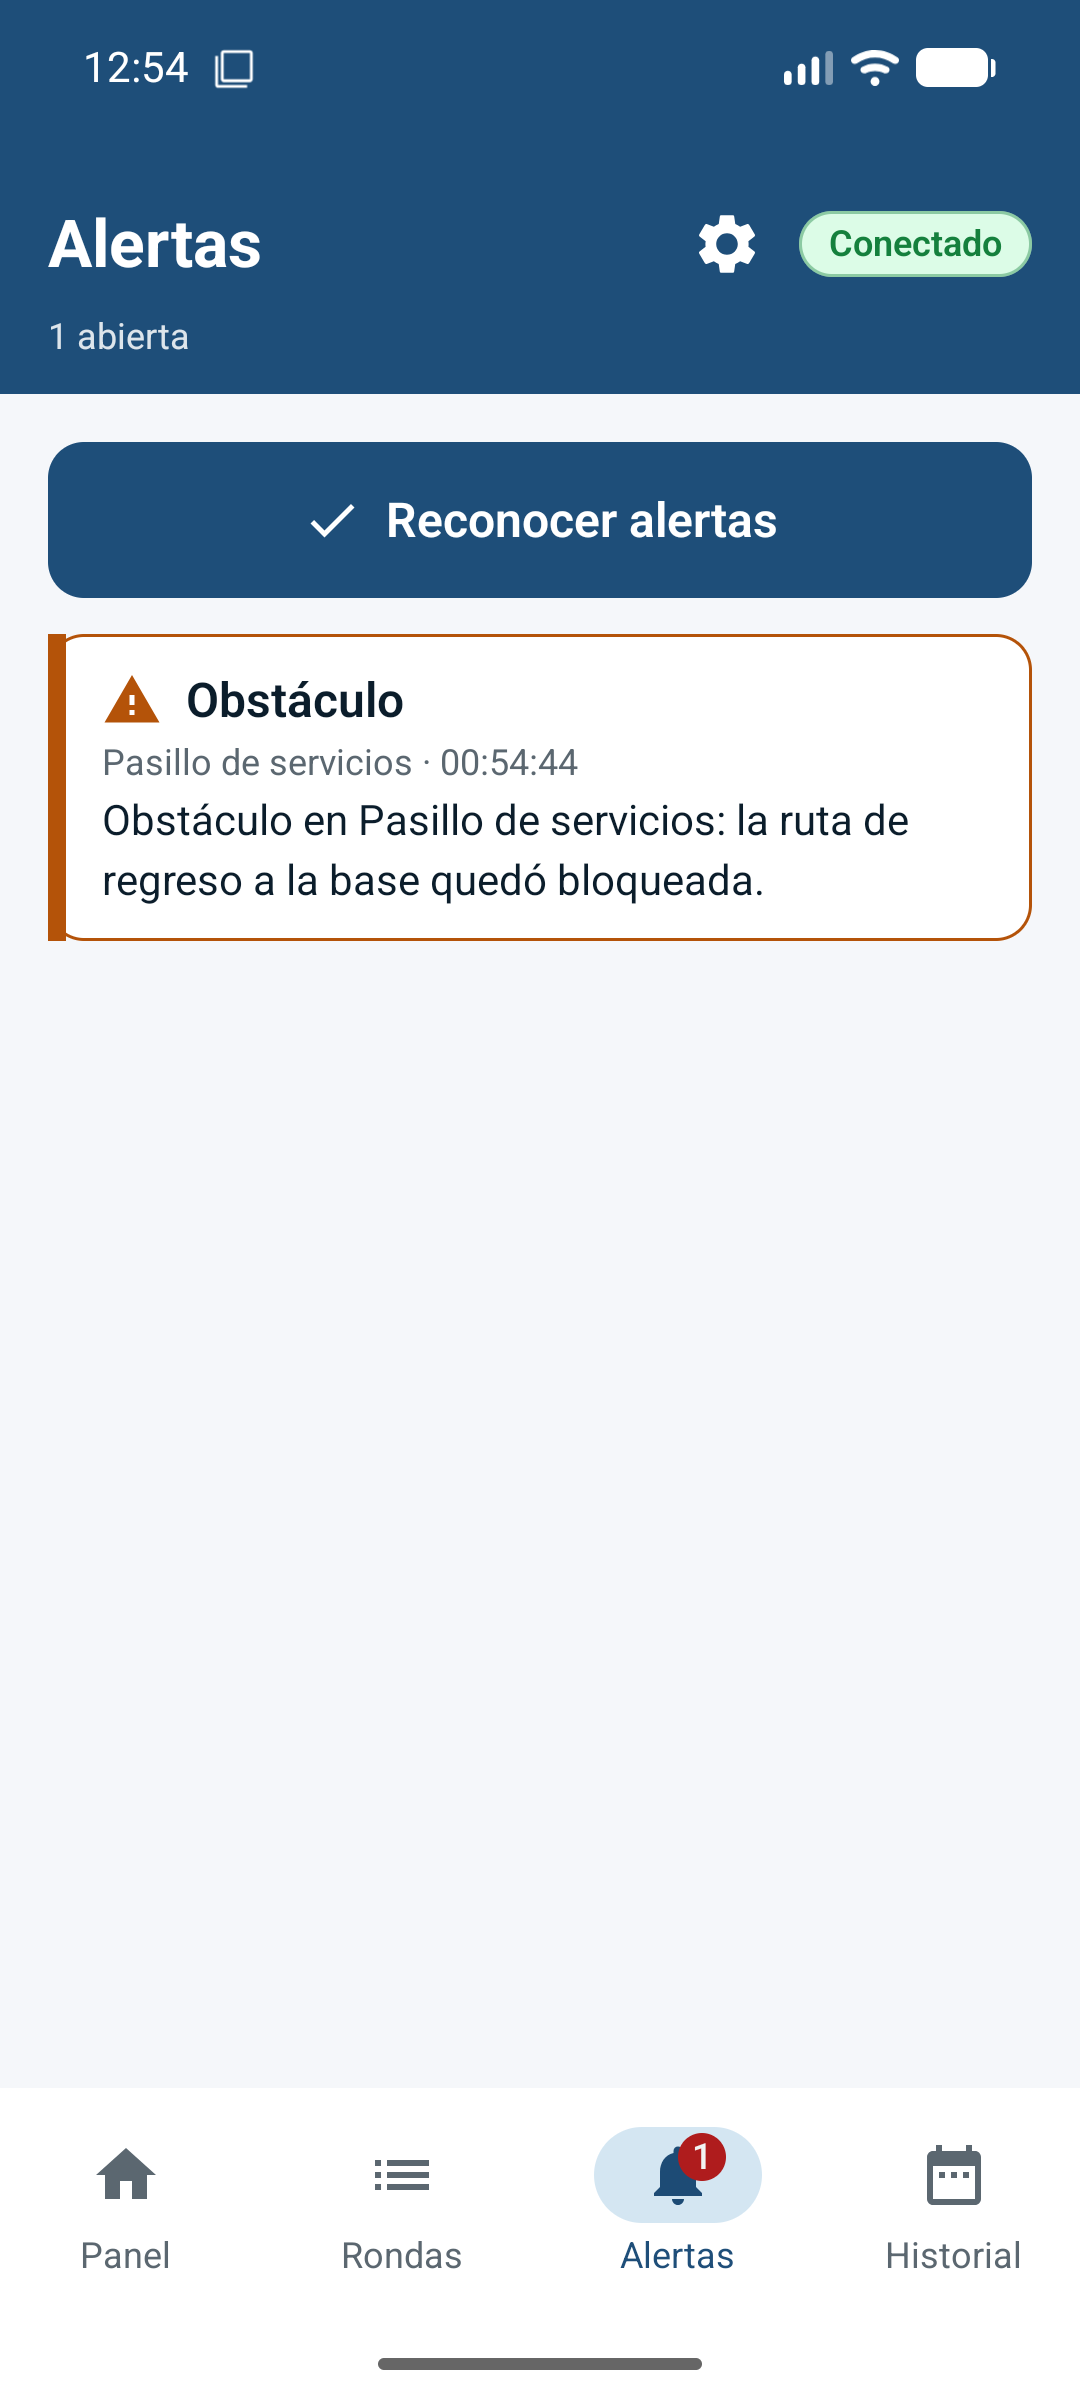 12:54
Alertas
Conectado
1 abierta
Reconocer alertas
Obstáculo
Pasillo de servicios · 00:54:44
Obstáculo en Pasillo de servicios: la ruta de
regreso a la base quedó bloqueada.
1
Panel
Rondas
Alertas
Historial